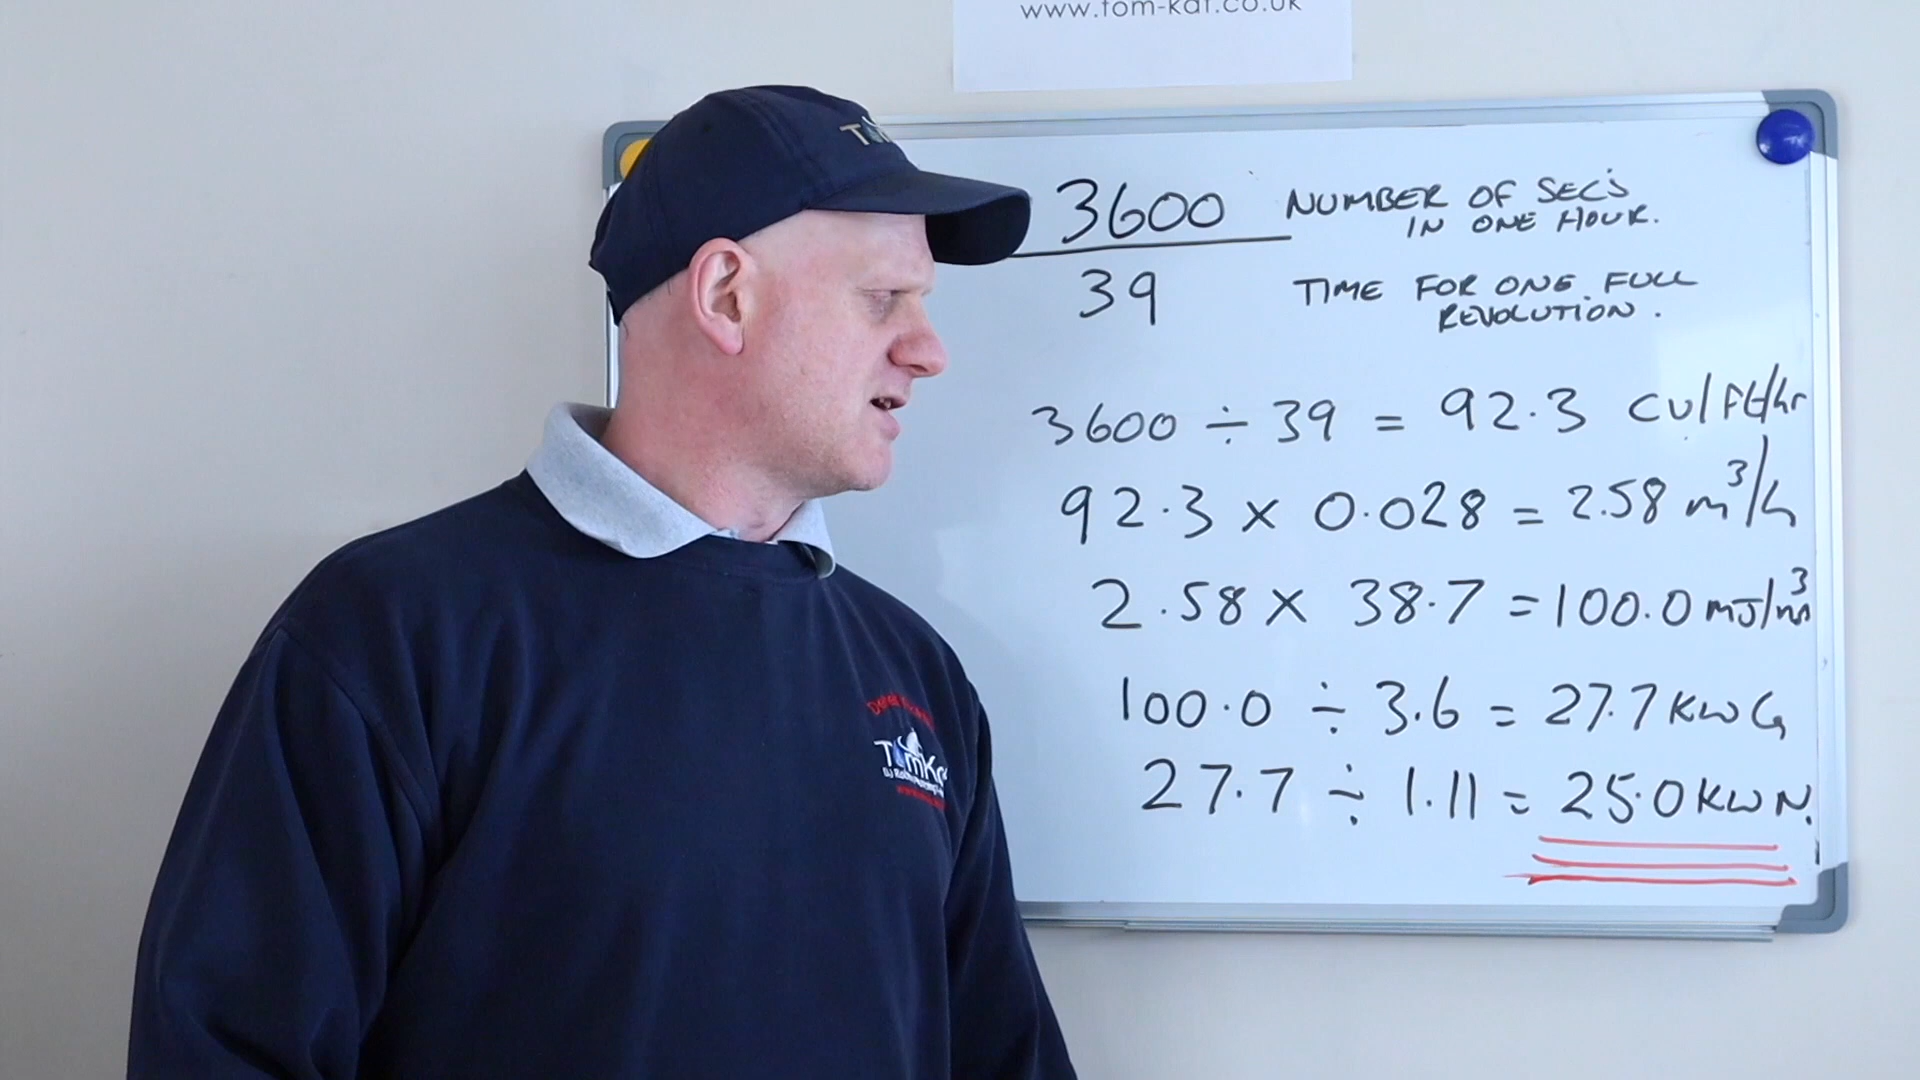 www.tom-kat.co.uk
3600 NUMBER OF SEC'S
IN ONE HOUR.
39 TIME FOR ONE FULL
REVOLUTION.
3600 ÷ 39 = 92.3 CU/Ft/hr
92.3 x 0.028 = 2.58 m³/h
2.58 x 38.7 = 100.0 mJ/m³
100.0 ÷ 3.6 = 27.7 KW G
27.7 ÷ 1.11 = 25.0 KW N.